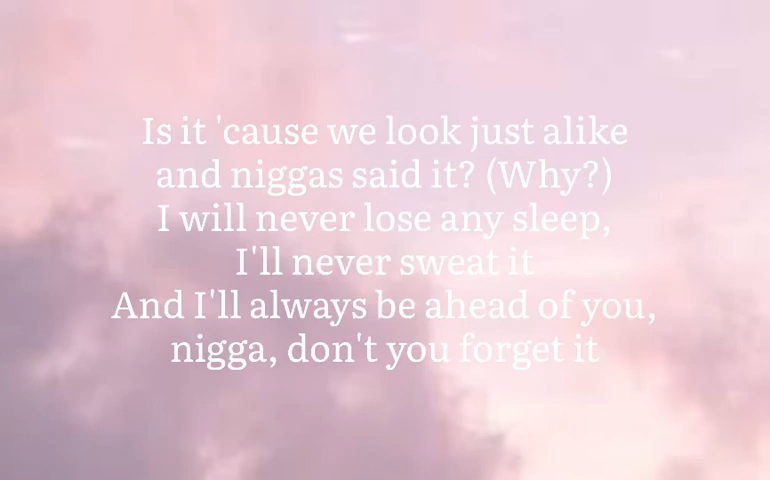 Is it 'cause we look just alike
and niggas said it? (Why?)
I will never lose any sleep,
I'll never sweat it
And I'll always be ahead of you,
nigga, don't you forget it